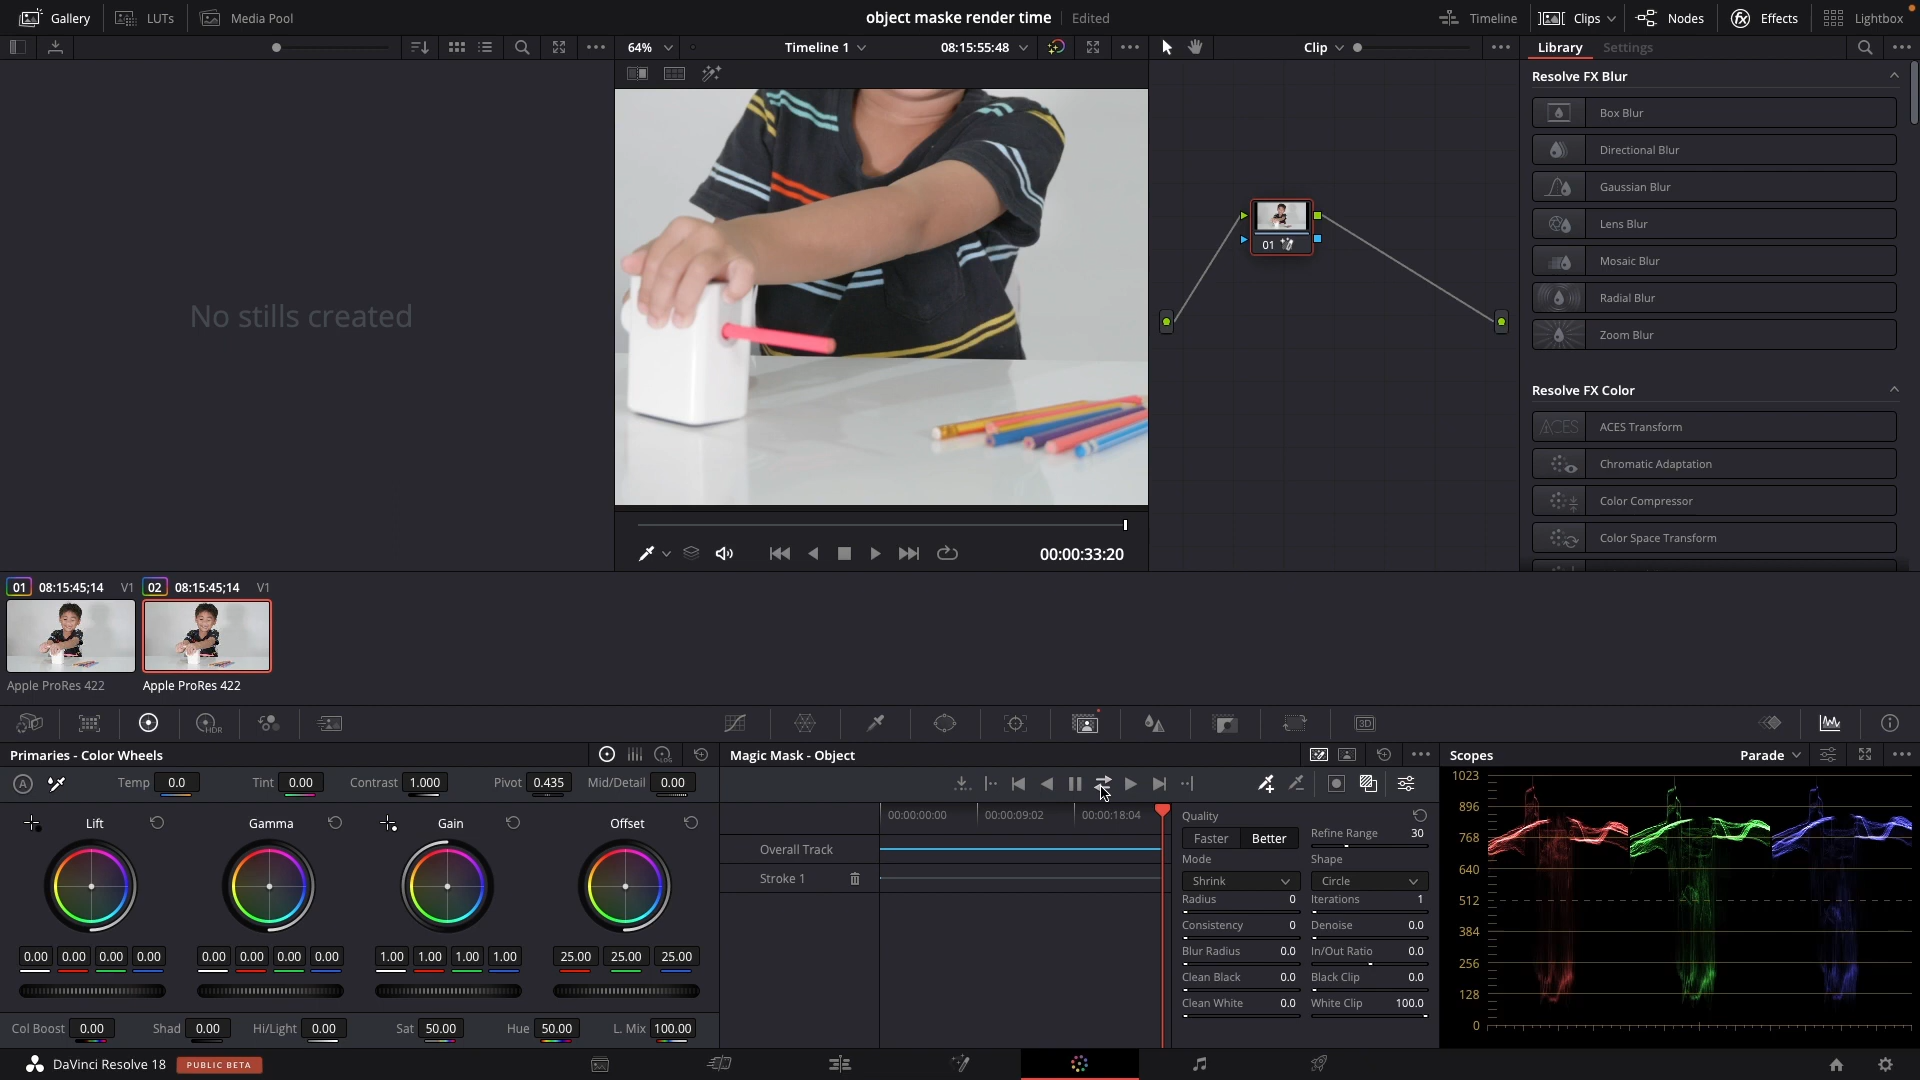 Gallery LUTs Media Pool object maske render time Edited Timeline Clips Nodes Effects Lightbox
64% Timeline 1 08:15:55:48 Clip Library Settings
Resolve FX Blur
Box Blur
Directional Blur
Gaussian Blur
Lens Blur
Mosaic Blur
Radial Blur
Zoom Blur
Resolve FX Color
ACES ACES Transform
Chromatic Adaptation
Color Compressor
Color Space Transform
No stills created
01
00:00:33:20
01 08:15:45;14 V1 02 08:15:45;14 V1
Apple ProRes 422 Apple ProRes 422
HDR 3D
Primaries - Color Wheels
LOG
A Temp 0.0 Tint 0.00 Contrast 1.000 Pivot 0.435 Mid/Detail 0.00
Lift Gamma Gain Offset
0.00 0.00 0.00 0.00 0.00 0.00 0.00 0.00 1.00 1.00 1.00 1.00 25.00 25.00 25.00
Col Boost 0.00 Shad 0.00 Hi/Light 0.00 Sat 50.00 Hue 50.00 L. Mix 100.00
Magic Mask - Object
00:00:00:00 00:00:09:02 00:00:18:04
Overall Track
Stroke 1
Quality
Faster Better Refine Range 30
Mode Shape
Shrink Circle
Radius 0 Iterations 1
Consistency 0 Denoise 0.0
Blur Radius 0.0 In/Out Ratio 0.0
Clean Black 0.0 Black Clip 0.0
Clean White 0.0 White Clip 100.0
Scopes Parade
1023
896
768
640
512
384
256
128
0
DaVinci Resolve 18 PUBLIC BETA